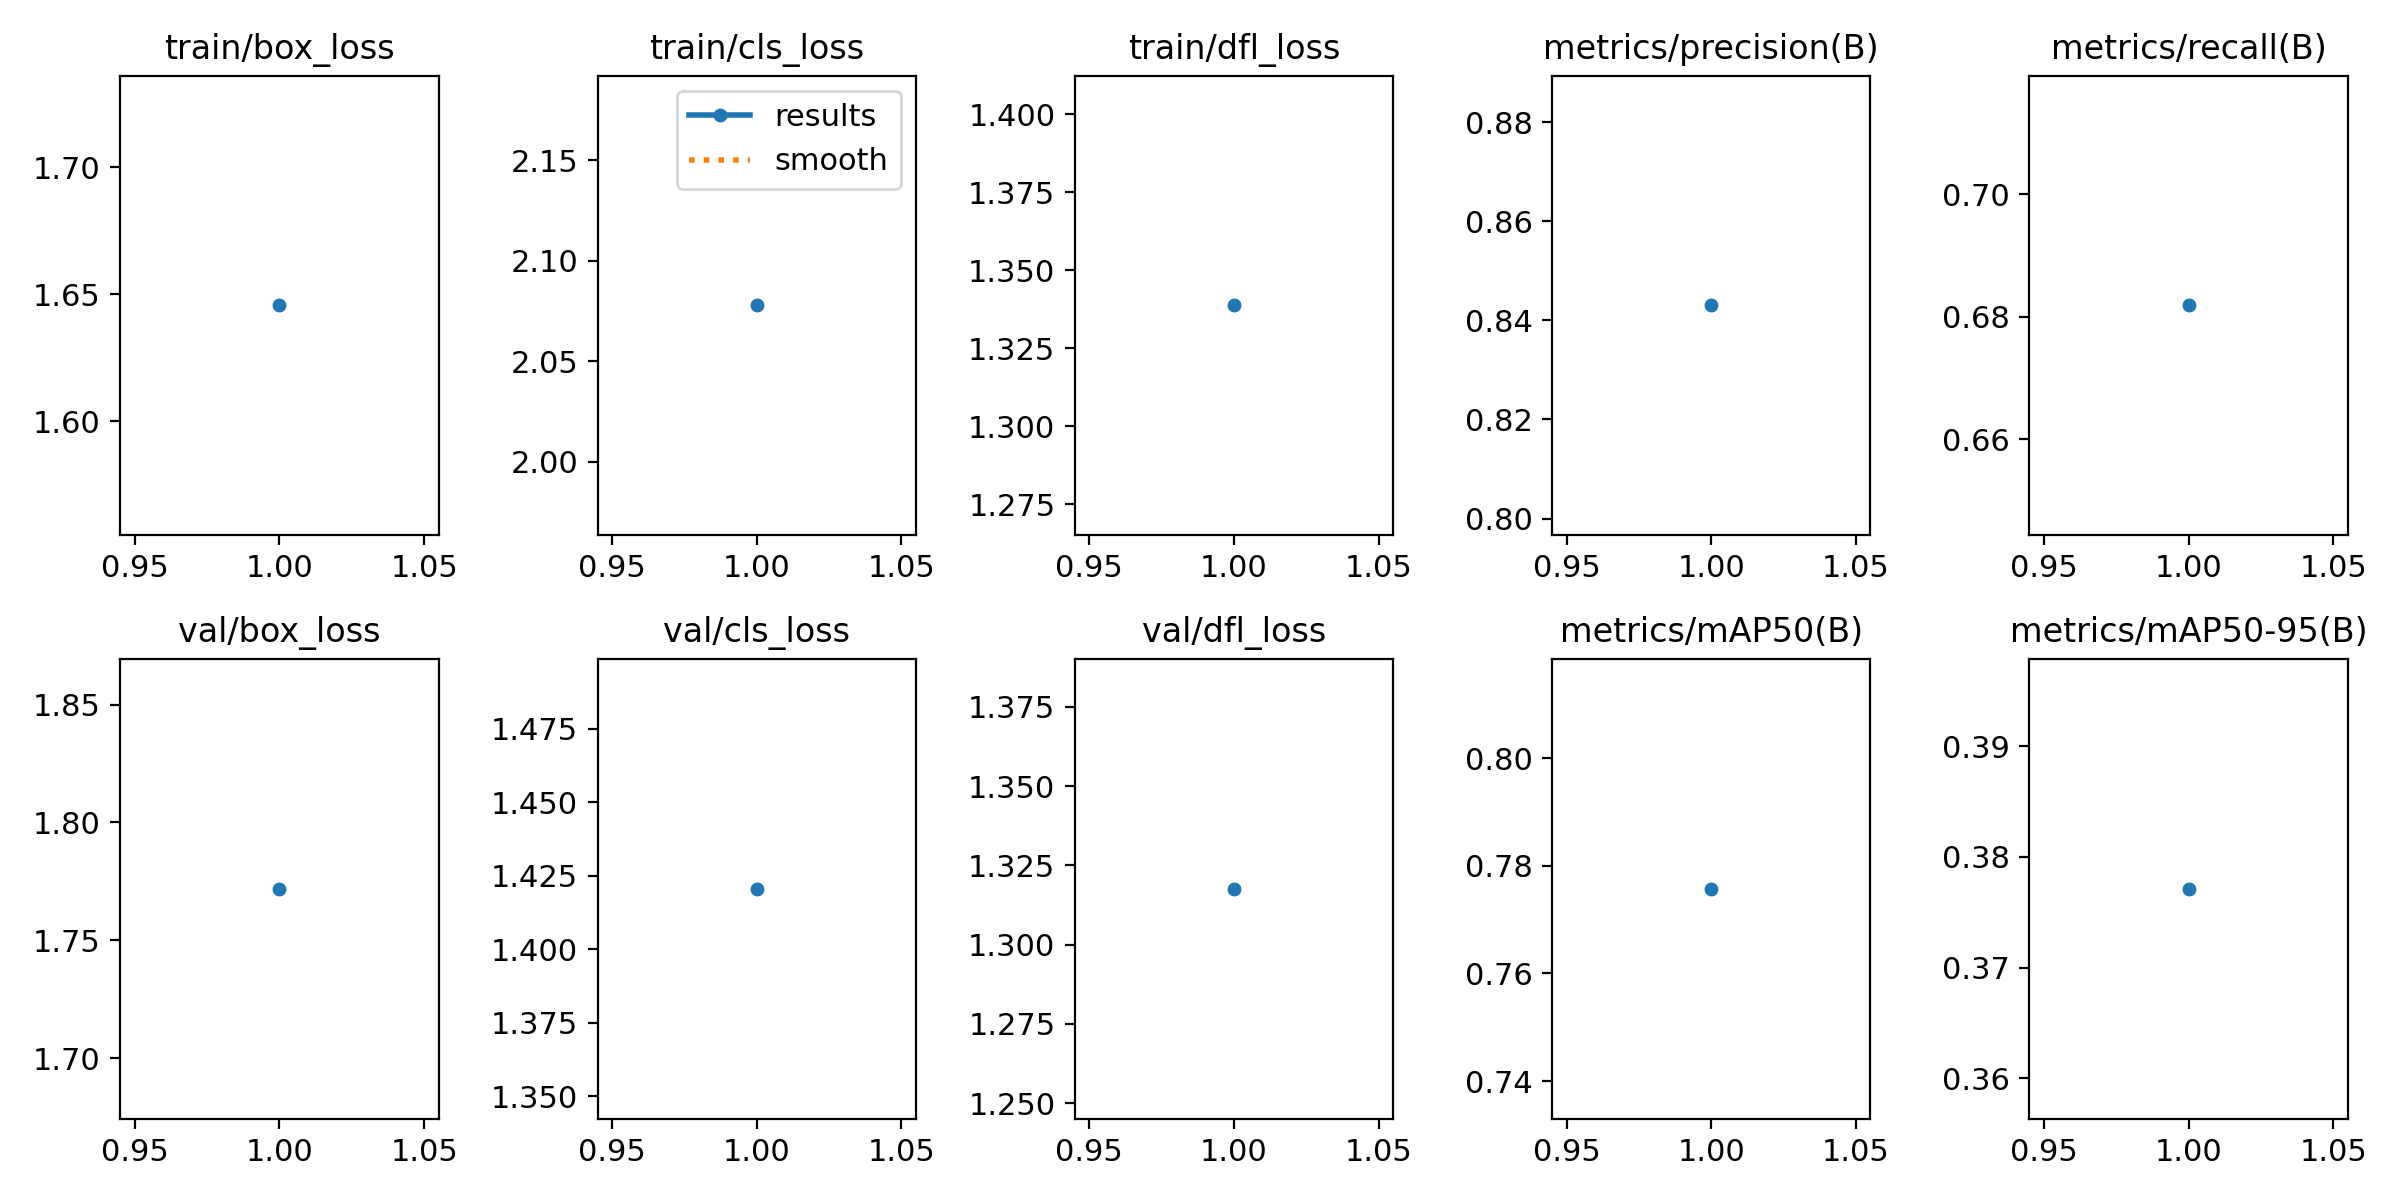 train/box_loss
1.70
1.65
1.60
0.95 1.00 1.05
train/cls_loss
results
smooth
2.15
2.10
2.05
2.00
0.95 1.00 1.05
train/dfl_loss
1.400
1.375
1.350
1.325
1.300
1.275
0.95 1.00 1.05
metrics/precision(B)
0.88
0.86
0.84
0.82
0.80
0.95 1.00 1.05
metrics/recall(B)
0.70
0.68
0.66
0.95 1.00 1.05
val/box_loss
1.85
1.80
1.75
1.70
0.95 1.00 1.05
val/cls_loss
1.475
1.450
1.425
1.400
1.375
1.350
0.95 1.00 1.05
val/dfl_loss
1.375
1.350
1.325
1.300
1.275
1.250
0.95 1.00 1.05
metrics/mAP50(B)
0.80
0.78
0.76
0.74
0.95 1.00 1.05
metrics/mAP50-95(B)
0.39
0.38
0.37
0.36
0.95 1.00 1.05